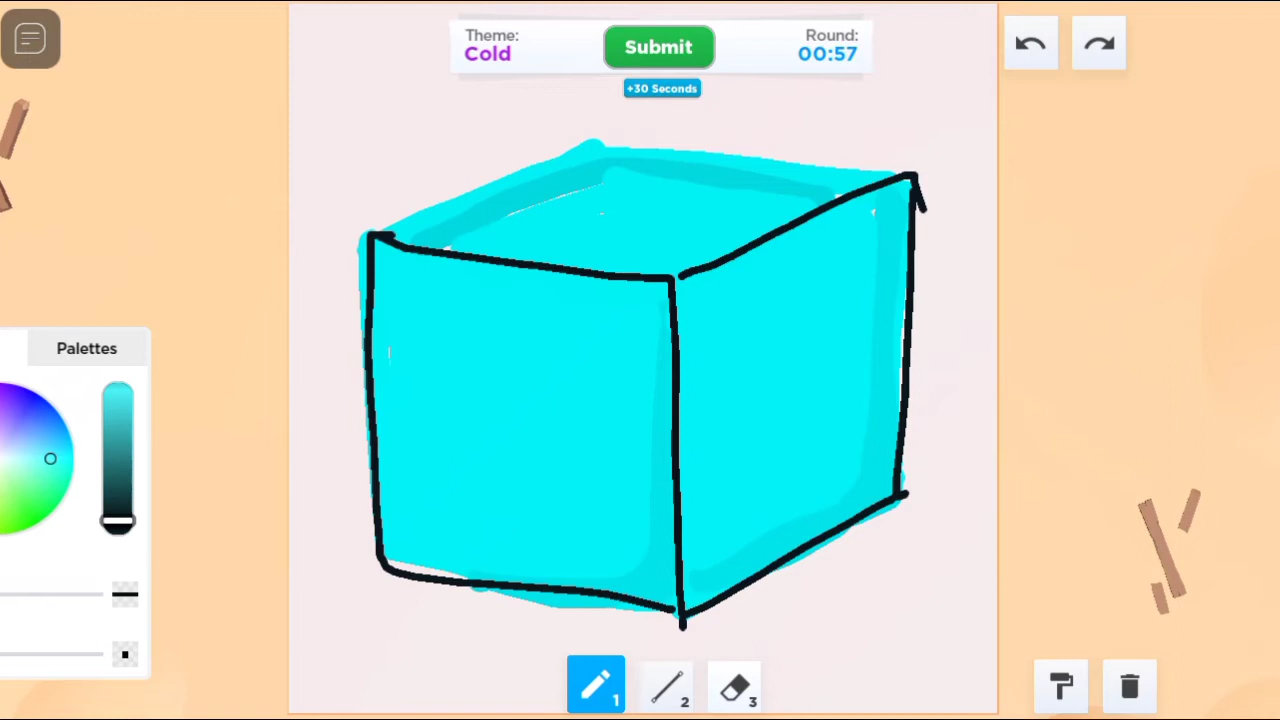 Theme:
Cold
Submit
Round:
00:57
+30 Seconds
Palettes
1
2
3